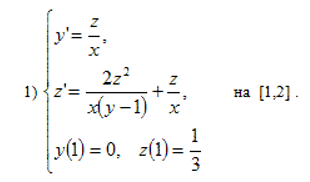 y' = z/x,
1) z' = 2z²/(x(y−1)) + z/x, на [1,2].
y(1) = 0, z(1) = 1/3